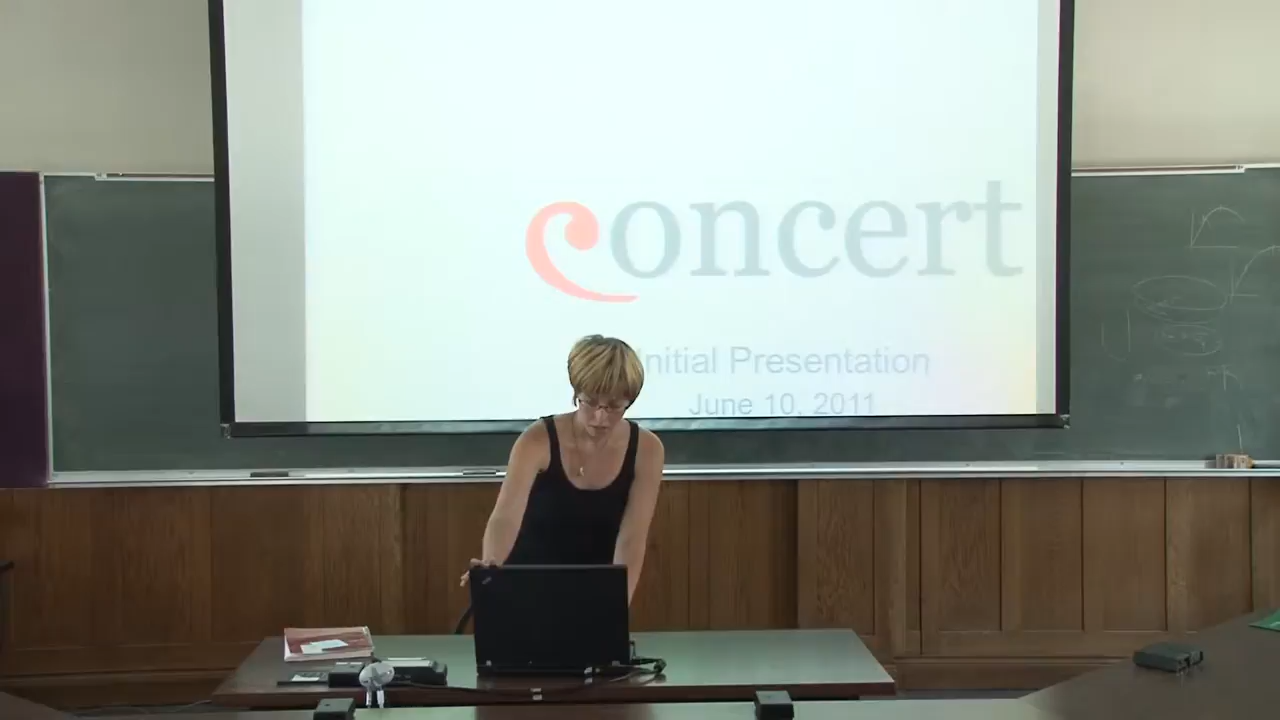 concert
Initial Presentation
June 10, 2011